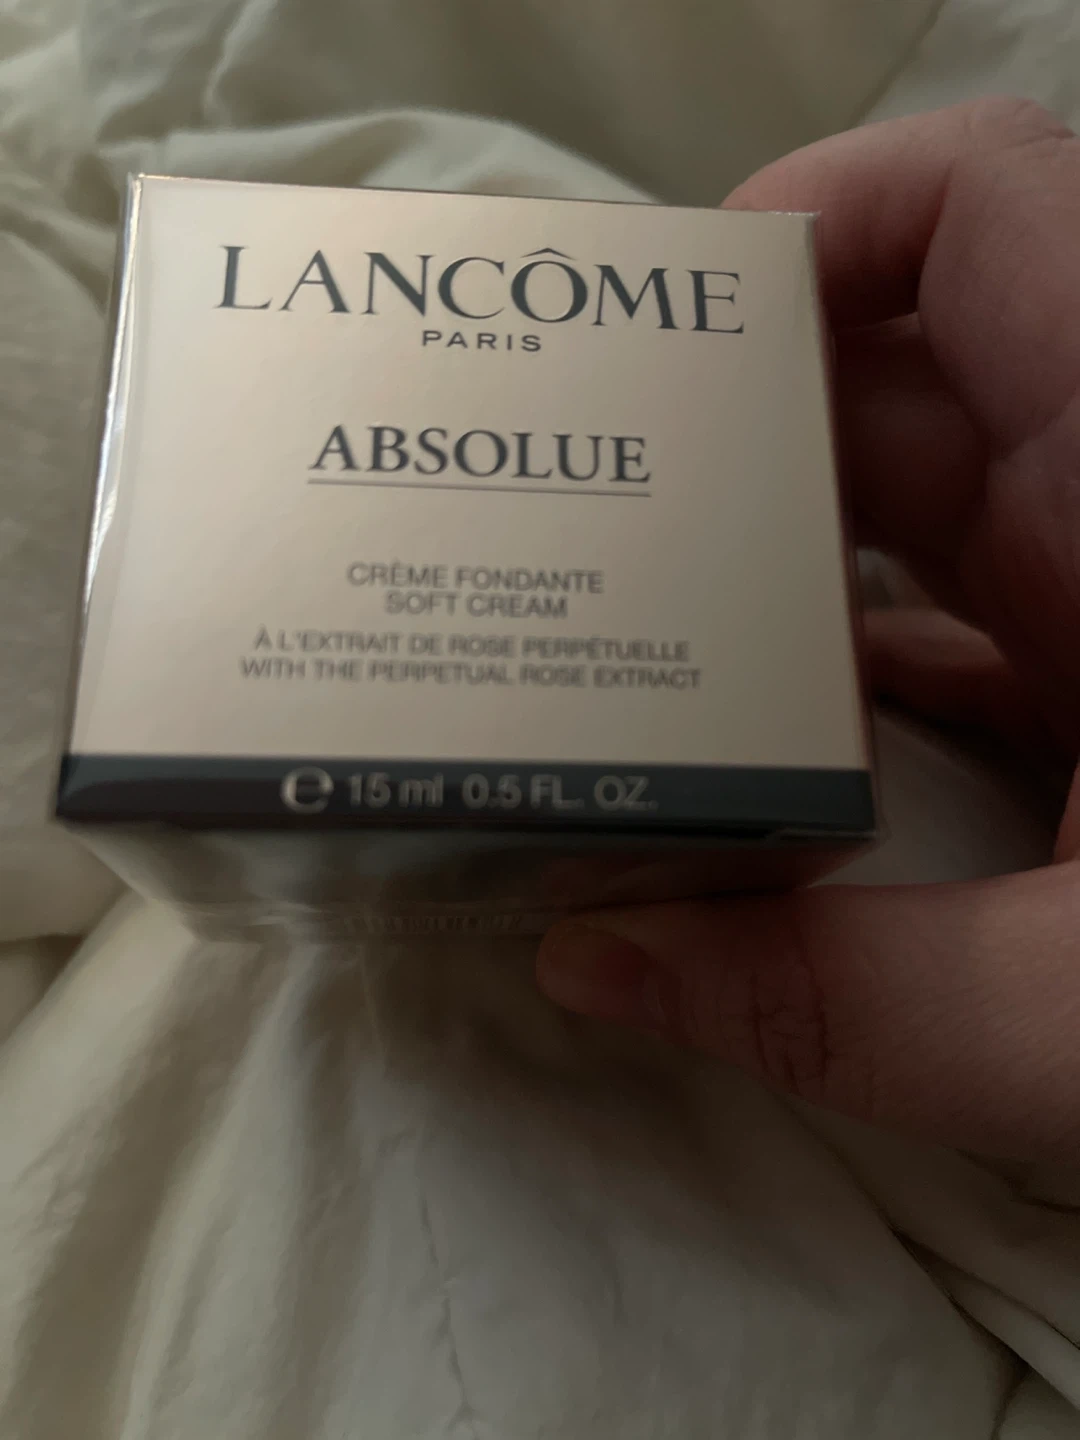 LANCÔME
PARIS
ABSOLUE
CRÈME FONDANTE
SOFT CREAM
À L'EXTRAIT DE ROSE PERPÉTUELLE
WITH THE PERPETUAL ROSE EXTRACT
℮ 15 ml 0.5 FL. OZ.